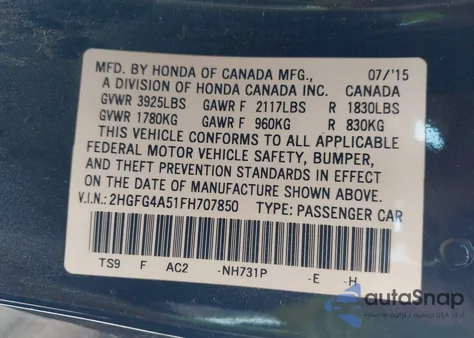 MFD. BY HONDA OF CANADA MFG., 07/'15
A DIVISION OF HONDA CANADA INC. CANADA
GVWR 3925LBS GAWR F 2117LBS R 1830LBS
GVWR 1780KG GAWR F 960KG R 830KG
THIS VEHICLE CONFORMS TO ALL APPLICABLE
FEDERAL MOTOR VEHICLE SAFETY, BUMPER,
AND THEFT PREVENTION STANDARDS IN EFFECT
ON THE DATE OF MANUFACTURE SHOWN ABOVE.
V.I.N.: 2HGFG4A51FH707850 TYPE: PASSENGER CAR
TS9 F AC2 -NH731P -E -H
autoSnap